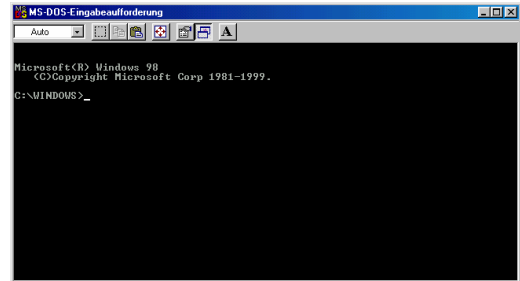 MS-DOS-Eingabeaufforderung
Auto
A
Microsoft(R) Windows 98
(C)Copyright Microsoft Corp 1981-1999.
C:\WINDOWS>_